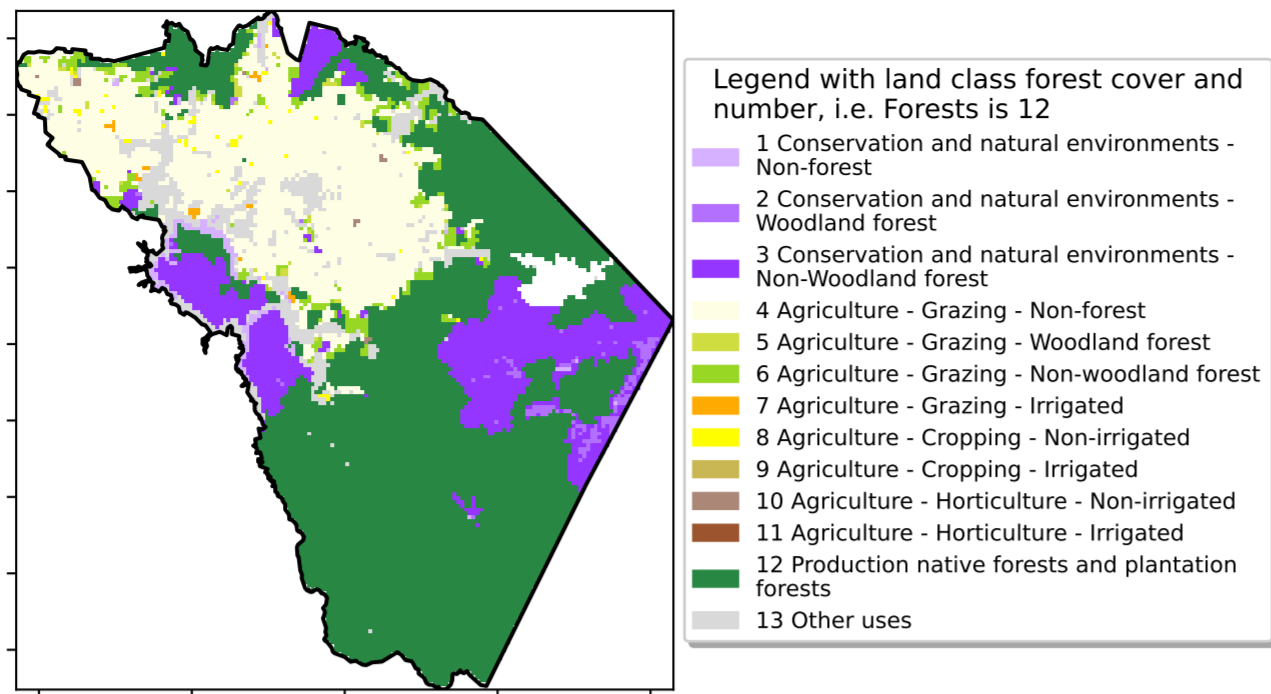 Legend with land class forest cover and
number, i.e. Forests is 12
1 Conservation and natural environments -
Non-forest
2 Conservation and natural environments -
Woodland forest
3 Conservation and natural environments -
Non-Woodland forest
4 Agriculture - Grazing - Non-forest
5 Agriculture - Grazing - Woodland forest
6 Agriculture - Grazing - Non-woodland forest
7 Agriculture - Grazing - Irrigated
8 Agriculture - Cropping - Non-irrigated
9 Agriculture - Cropping - Irrigated
10 Agriculture - Horticulture - Non-irrigated
11 Agriculture - Horticulture - Irrigated
12 Production native forests and plantation
forests
13 Other uses